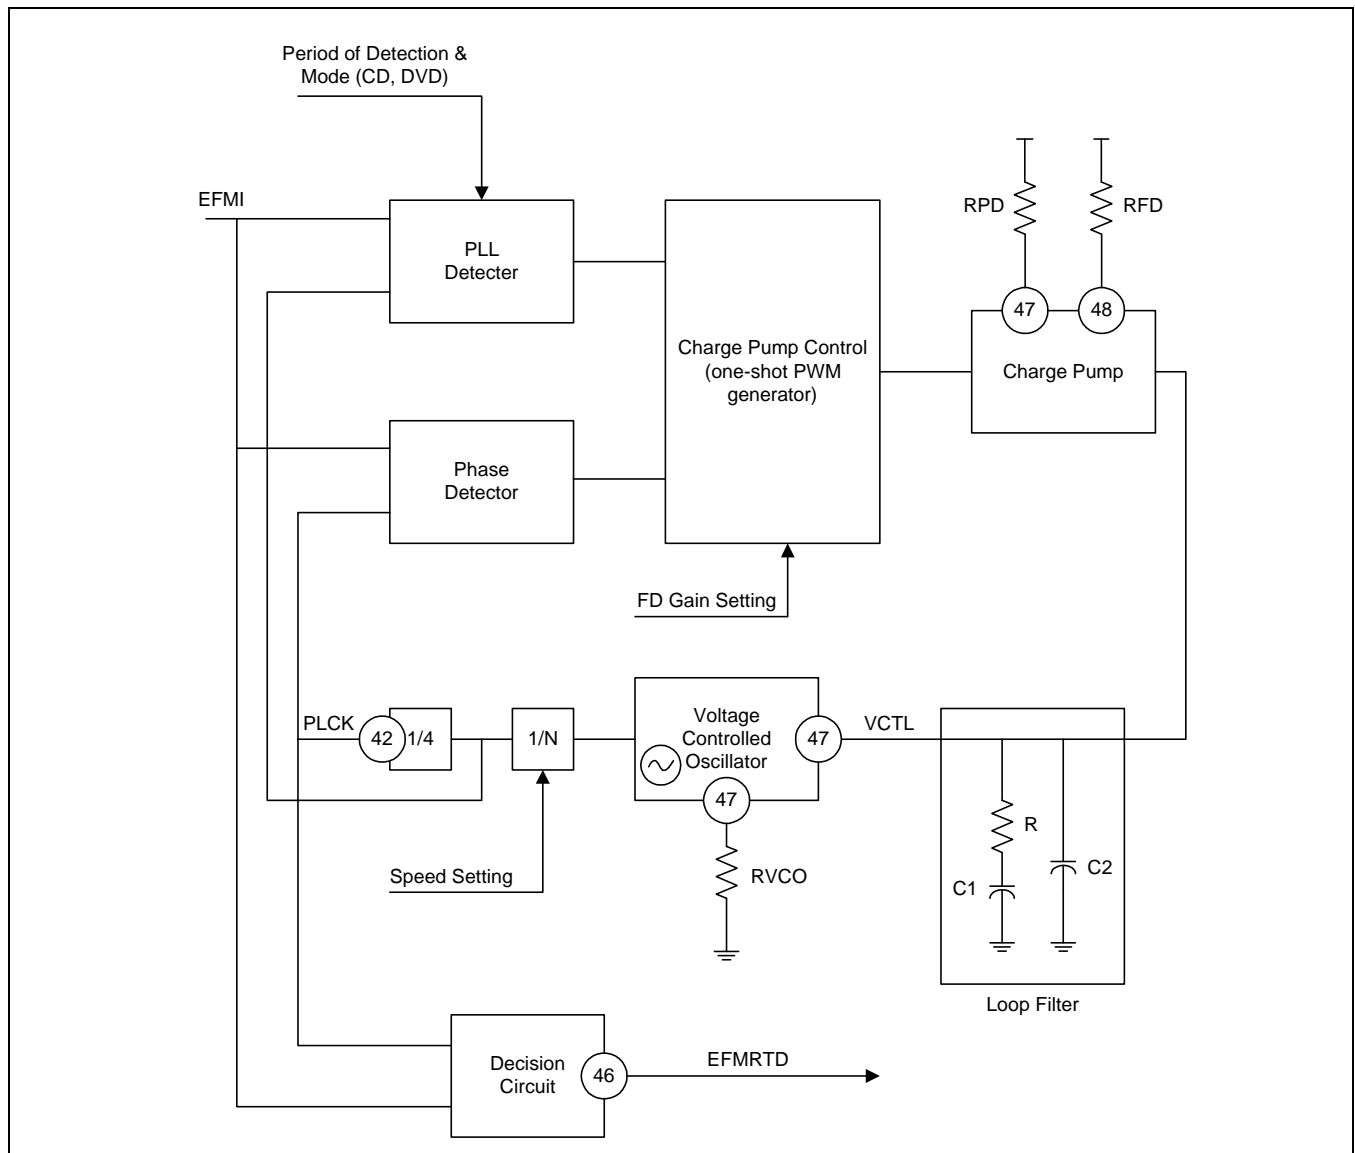 Period of Detection &
Mode (CD, DVD)
EFMI
PLL
Detecter
RPD
RFD
47
48
Charge Pump Control
(one-shot PWM
generator)
Charge Pump
Phase
Detector
FD Gain Setting
PLCK
42
1/4
1/N
Voltage
Controlled
Oscillator
47
VCTL
47
R
Speed Setting
RVCO
C1
C2
Loop Filter
Decision
Circuit
46
EFMRTD